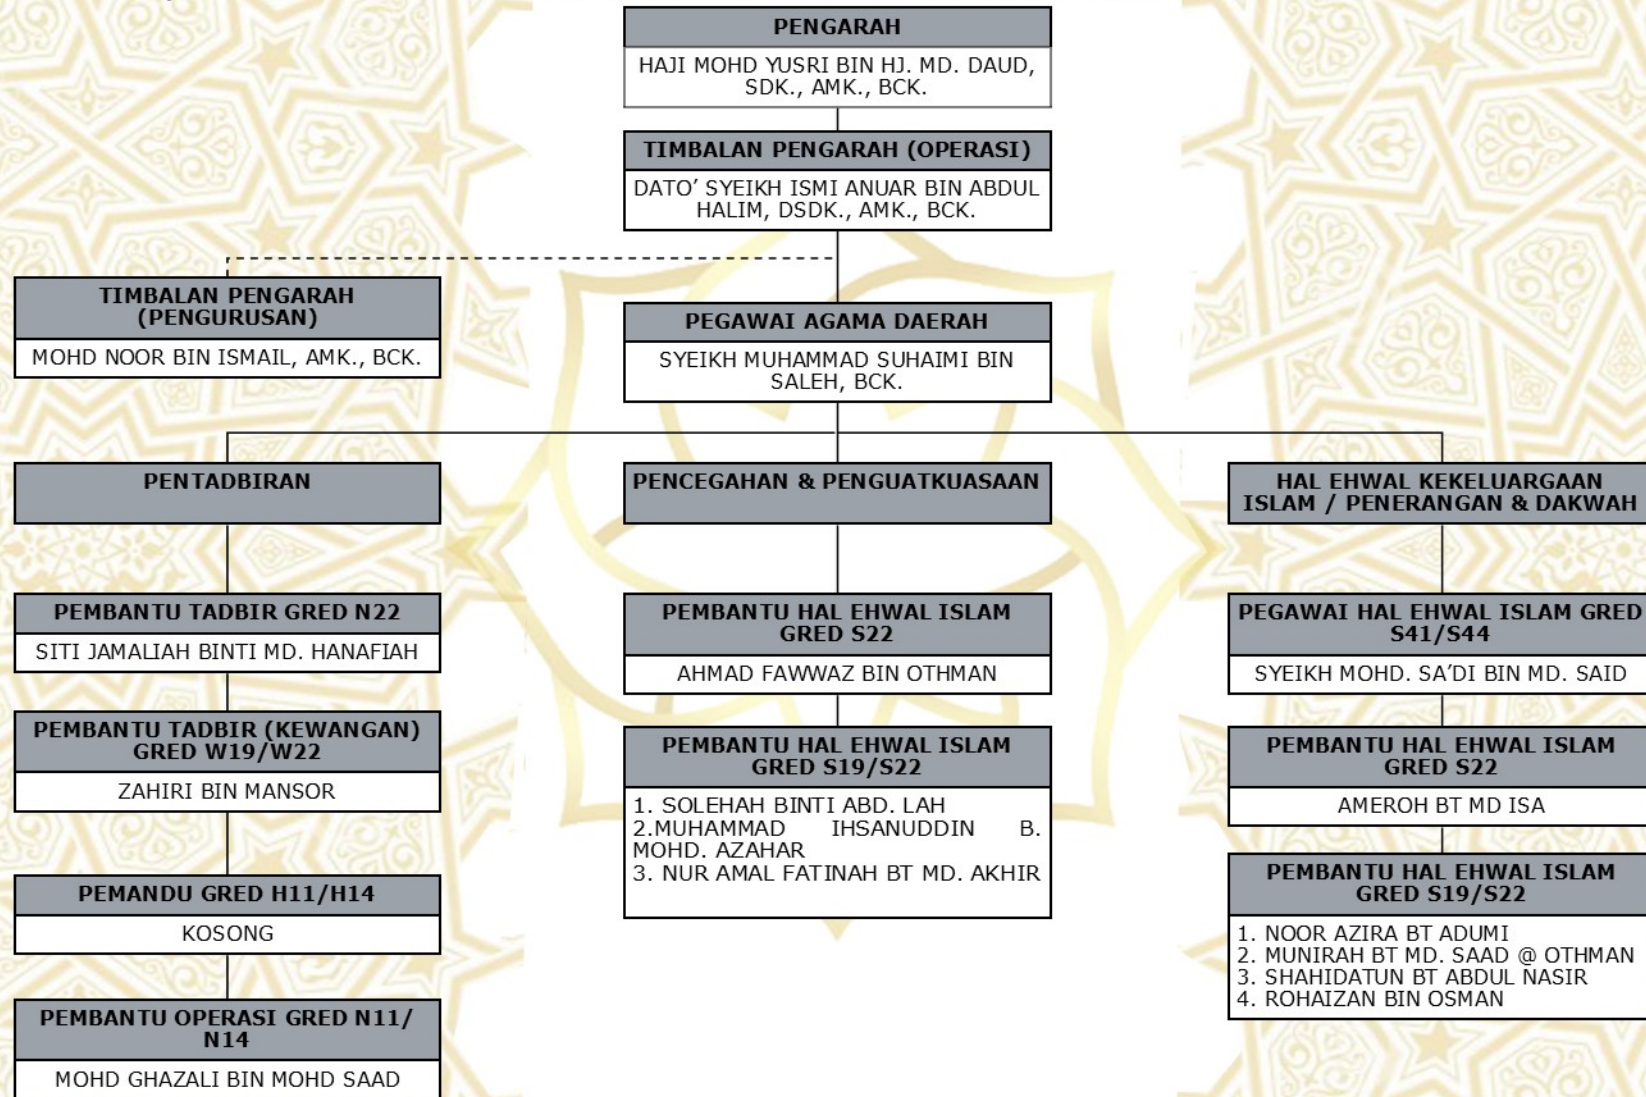 PENGARAH
HAJI MOHD YUSRI BIN HJ. MD. DAUD,
SDK., AMK., BCK.
TIMBALAN PENGARAH (OPERASI)
DATO’ SYEIKH ISMI ANUAR BIN ABDUL
HALIM, DSDK., AMK., BCK.
TIMBALAN PENGARAH
(PENGURUSAN)
MOHD NOOR BIN ISMAIL, AMK., BCK.
PEGAWAI AGAMA DAERAH
SYEIKH MUHAMMAD SUHAIMI BIN
SALEH, BCK.
PENTADBIRAN
PEMBANTU TADBIR GRED N22
SITI JAMALIAH BINTI MD. HANAFIAH
PEMBANTU TADBIR (KEWANGAN)
GRED W19/W22
ZAHIRI BIN MANSOR
PEMANDU GRED H11/H14
KOSONG
PEMBANTU OPERASI GRED N11/
N14
MOHD GHAZALI BIN MOHD SAAD
PENCEGAHAN & PENGUATKUASAAN
PEMBANTU HAL EHWAL ISLAM
GRED S22
AHMAD FAWWAZ BIN OTHMAN
PEMBANTU HAL EHWAL ISLAM
GRED S19/S22
1. SOLEHAH BINTI ABD. LAH
2.MUHAMMAD IHSANUDDIN B.
MOHD. AZAHAR
3. NUR AMAL FATINAH BT MD. AKHIR
HAL EHWAL KEKELUARGAAN
ISLAM / PENERANGAN & DAKWAH
PEGAWAI HAL EHWAL ISLAM GRED
S41/S44
SYEIKH MOHD. SA’DI BIN MD. SAID
PEMBANTU HAL EHWAL ISLAM
GRED S22
AMEROH BT MD ISA
PEMBANTU HAL EHWAL ISLAM
GRED S19/S22
1. NOOR AZIRA BT ADUMI
2. MUNIRAH BT MD. SAAD @ OTHMAN
3. SHAHIDATUN BT ABDUL NASIR
4. ROHAIZAN BIN OSMAN